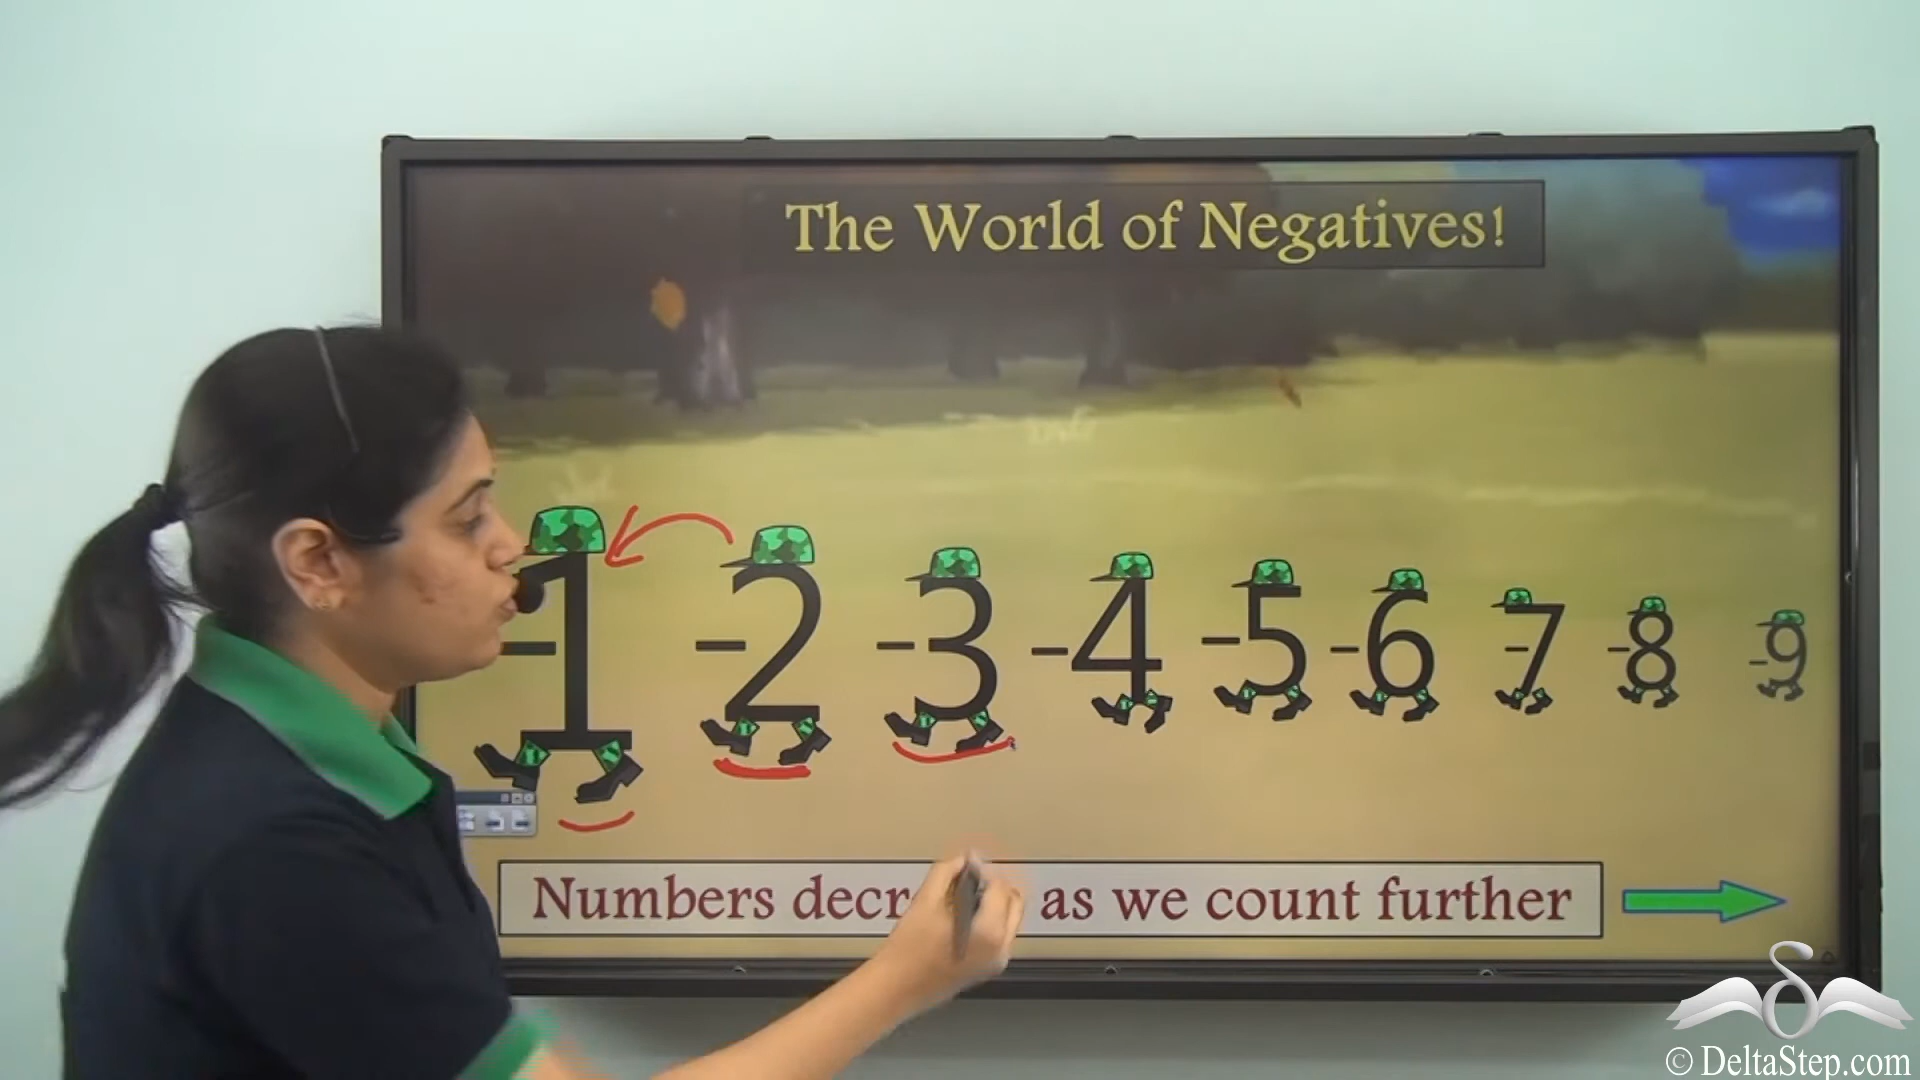 The World of Negatives!
-1 -2 -3 -4 -5 -6 -7 -8 -9
Numbers decr as we count further
© DeltaStep.com